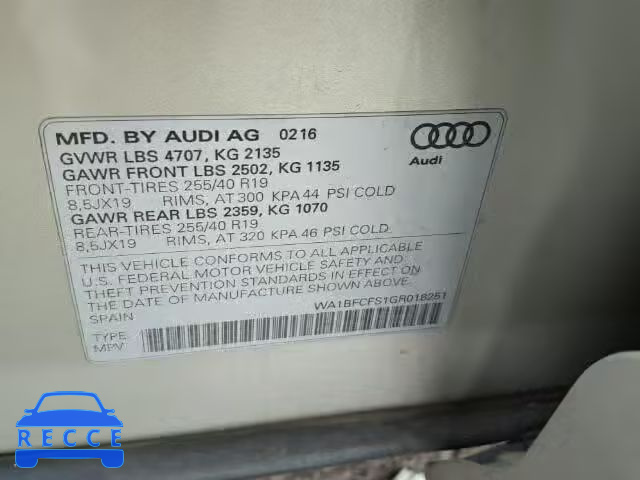 MFD. BY AUDI AG 0216
GVWR LBS 4707, KG 2135
GAWR FRONT LBS 2502, KG 1135
FRONT-TIRES 255/40 R19
8,5JX19 RIMS, AT 300 KPA 44 PSI COLD
GAWR REAR LBS 2359, KG 1070
REAR-TIRES 255/40 R19
8,5JX19 RIMS, AT 320 KPA 46 PSI COLD
Audi
THIS VEHICLE CONFORMS TO ALL APPLICABLE
U.S. FEDERAL MOTOR VEHICLE SAFETY AND
THEFT PREVENTION STANDARDS IN EFFECT ON
THE DATE OF MANUFACTURE SHOWN ABOVE.
SPAIN
WA1BFCFS1GR018251
TYPE:
MPV
RECCE